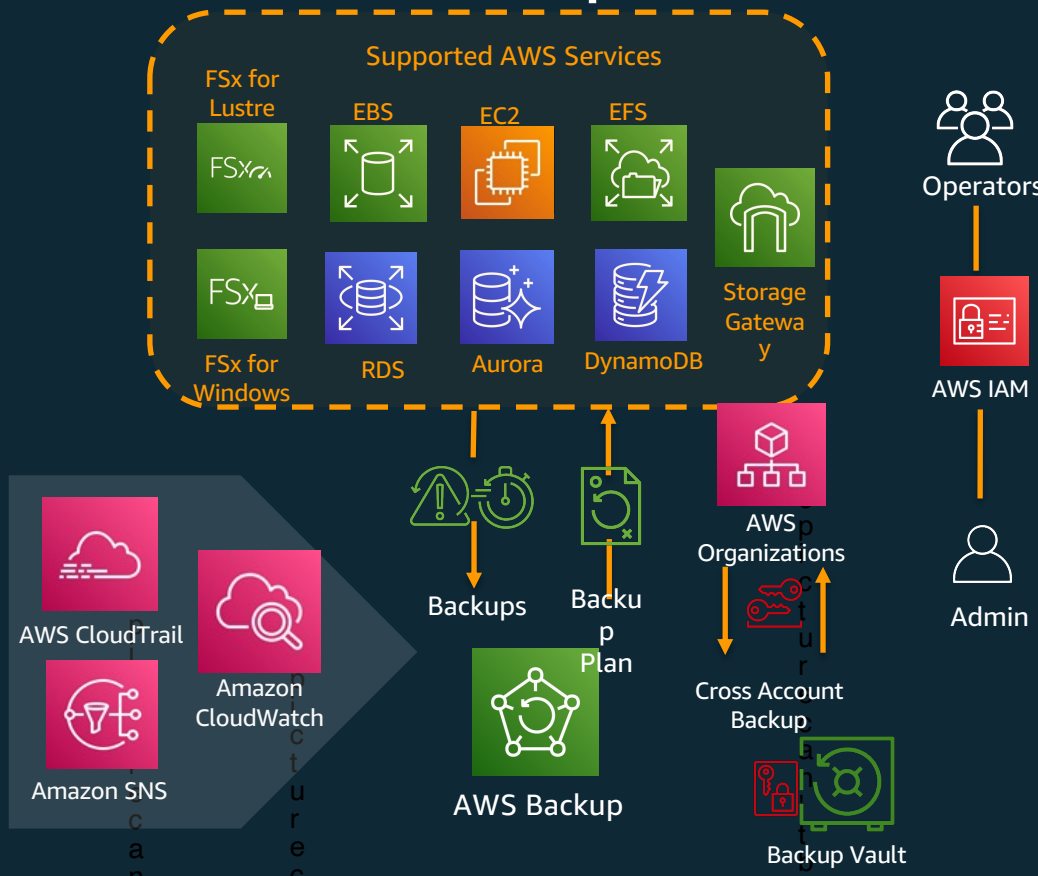 Supported AWS Services
FSx for
Lustre
EBS
EC2
EFS
FSx
FSx
FSx for
Windows
RDS
Aurora
DynamoDB
Storage
Gatewa
y
Operators
AWS IAM
Admin
AWS
Organizations
Backups
Backu
p
Plan
Cross Account
Backup
AWS CloudTrail
Amazon
CloudWatch
Amazon SNS
AWS Backup
Backup Vault